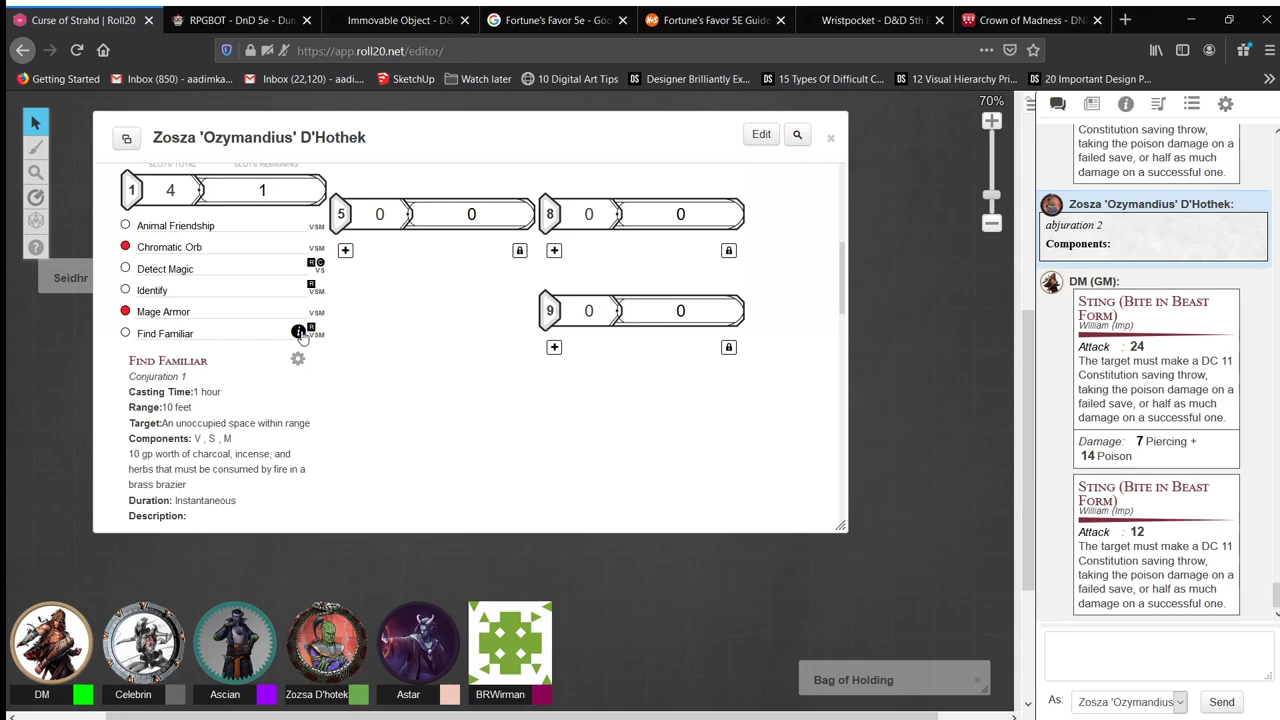 Curse of Strahd | Roll20
RPGBOT - DnD 5e - Dun
Immovable Object - D&
Fortune's Favor 5e - Goo
Fortune's Favor 5E Guide
Wristpocket - D&D 5th E
Crown of Madness - DN
https://app.roll20.net/editor/
Getting Started
Inbox (850) - aadimka...
Inbox (22,120) - aadi...
SketchUp
Watch later
10 Digital Art Tips
DS Designer Brilliantly Ex...
DS 15 Types Of Difficult C...
DS 12 Visual Hierarchy Pri...
DS 20 Important Design P...
70%
Zosza 'Ozymandius' D'Hothek
Edit
SLOTS TOTAL
SLOTS REMAINING
1 4 1
5 0 0
8 0 0
Animal Friendship VSM
Chromatic Orb VSM
Detect Magic R C VS
Identify R VSM
Mage Armor VSM
Find Familiar i R VSM
9 0 0
FIND FAMILIAR
Conjuration 1
Casting Time:1 hour
Range:10 feet
Target:An unoccupied space within range
Components: V , S , M
10 gp worth of charcoal, incense, and
herbs that must be consumed by fire in a
brass brazier
Duration: Instantaneous
Description:
Seidhr
Constitution saving throw,
taking the poison damage on a
failed save, or half as much
damage on a successful one.
Zosza 'Ozymandius' D'Hothek:
abjuration 2
Components:
DM (GM):
STING (BITE IN BEAST
FORM)
William (Imp)
Attack : 24
The target must make a DC 11
Constitution saving throw,
taking the poison damage on a
failed save, or half as much
damage on a successful one.
Damage: 7 Piercing +
14 Poison
STING (BITE IN BEAST
FORM)
William (Imp)
Attack : 12
The target must make a DC 11
Constitution saving throw,
taking the poison damage on a
failed save, or half as much
damage on a successful one.
DM
Celebrin
Ascian
Zozsa D'hotek
Astar
BRWirman
Bag of Holding
As: Zosza 'Ozymandius'
Send